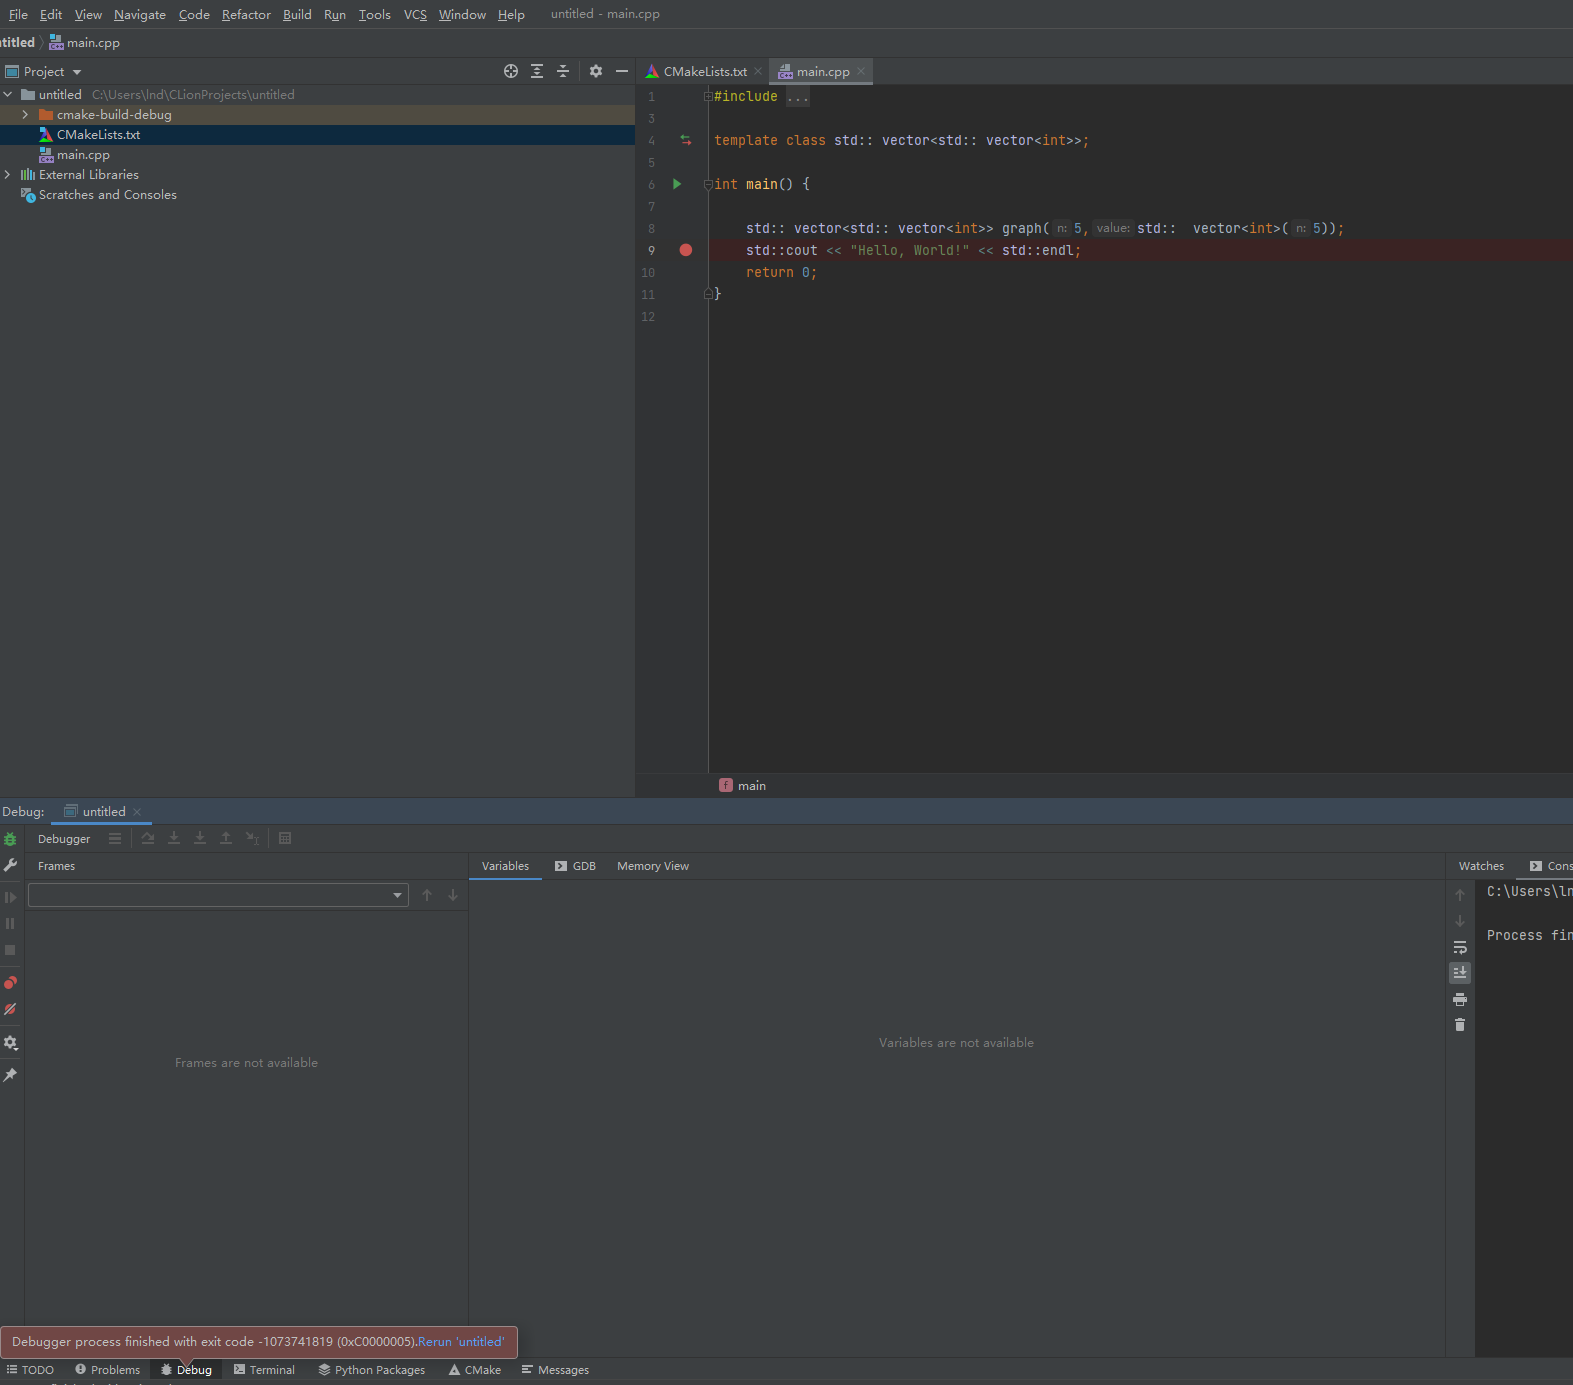 File Edit View Navigate Code Refactor Build Run Tools VCS Window Help untitled - main.cpp
ntitled main.cpp
Project
CMakeLists.txt main.cpp
untitled C:\Users\lnd\CLionProjects\untitled
cmake-build-debug
CMakeLists.txt
main.cpp
External Libraries
Scratches and Consoles
1 #include ...
3
4 template class std:: vector<std:: vector<int>>;
5
6 int main() {
7
8 std:: vector<std:: vector<int>> graph( n: 5, value: std::  vector<int>( n: 5));
9 std::cout << "Hello, World!" << std::endl;
10 return 0;
11 }
12
main
Debug: untitled
Debugger
Frames Variables GDB Memory View Watches Cons
C:\Users\ln
Process fin
Frames are not available
Variables are not available
Debugger process finished with exit code -1073741819 (0xC0000005).Rerun 'untitled'
TODO Problems Debug Terminal Python Packages CMake Messages